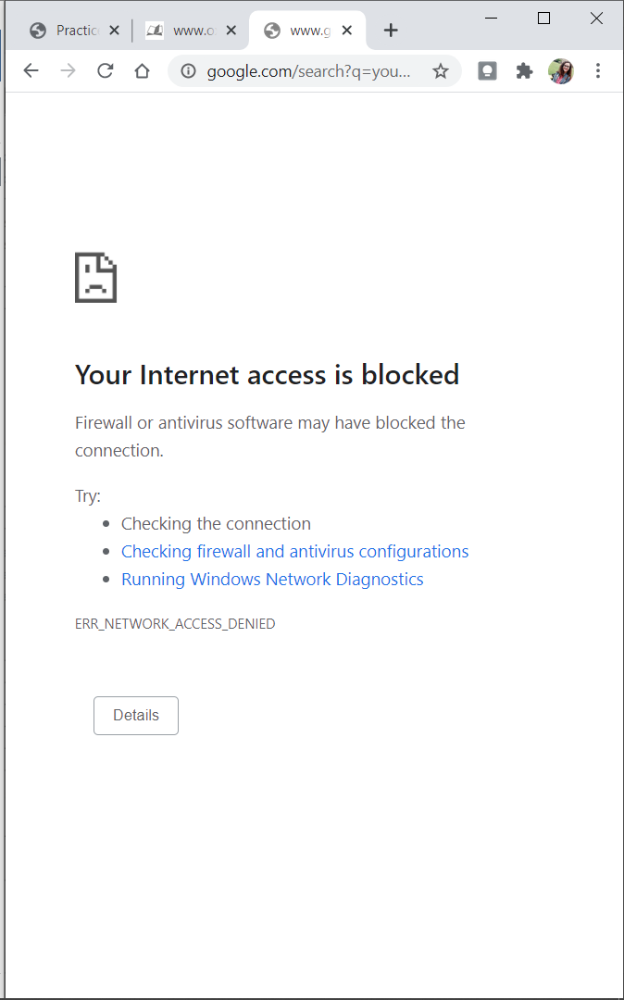 Practic
www.o
www.g
google.com/search?q=you...
Your Internet access is blocked
Firewall or antivirus software may have blocked the
connection.
Try:
Checking the connection
Checking firewall and antivirus configurations
Running Windows Network Diagnostics
ERR_NETWORK_ACCESS_DENIED
Details